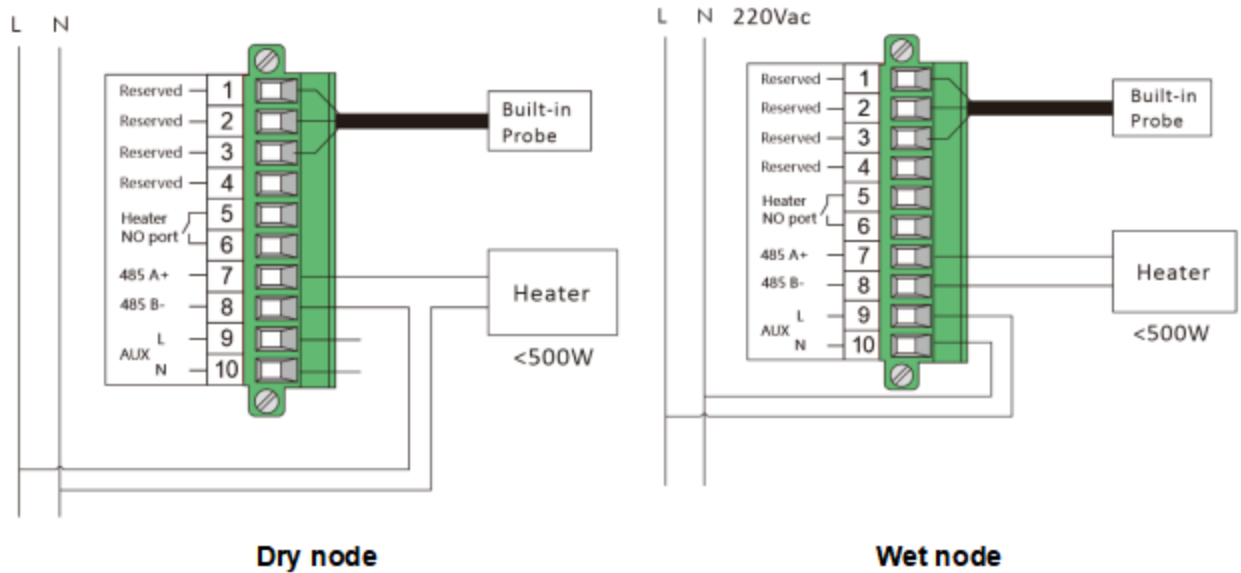 L N
Reserved 1
Reserved 2
Reserved 3
Reserved 4
Heater
NO port
5
6
485 A+ 7
485 B- 8
AUX
L 9
N 10
Built-in
Probe
Heater
<500W
Dry node
L N 220Vac
Reserved 1
Reserved 2
Reserved 3
Reserved 4
Heater
NO port
5
6
485 A+ 7
485 B- 8
AUX
L 9
N 10
Built-in
Probe
Heater
<500W
Wet node